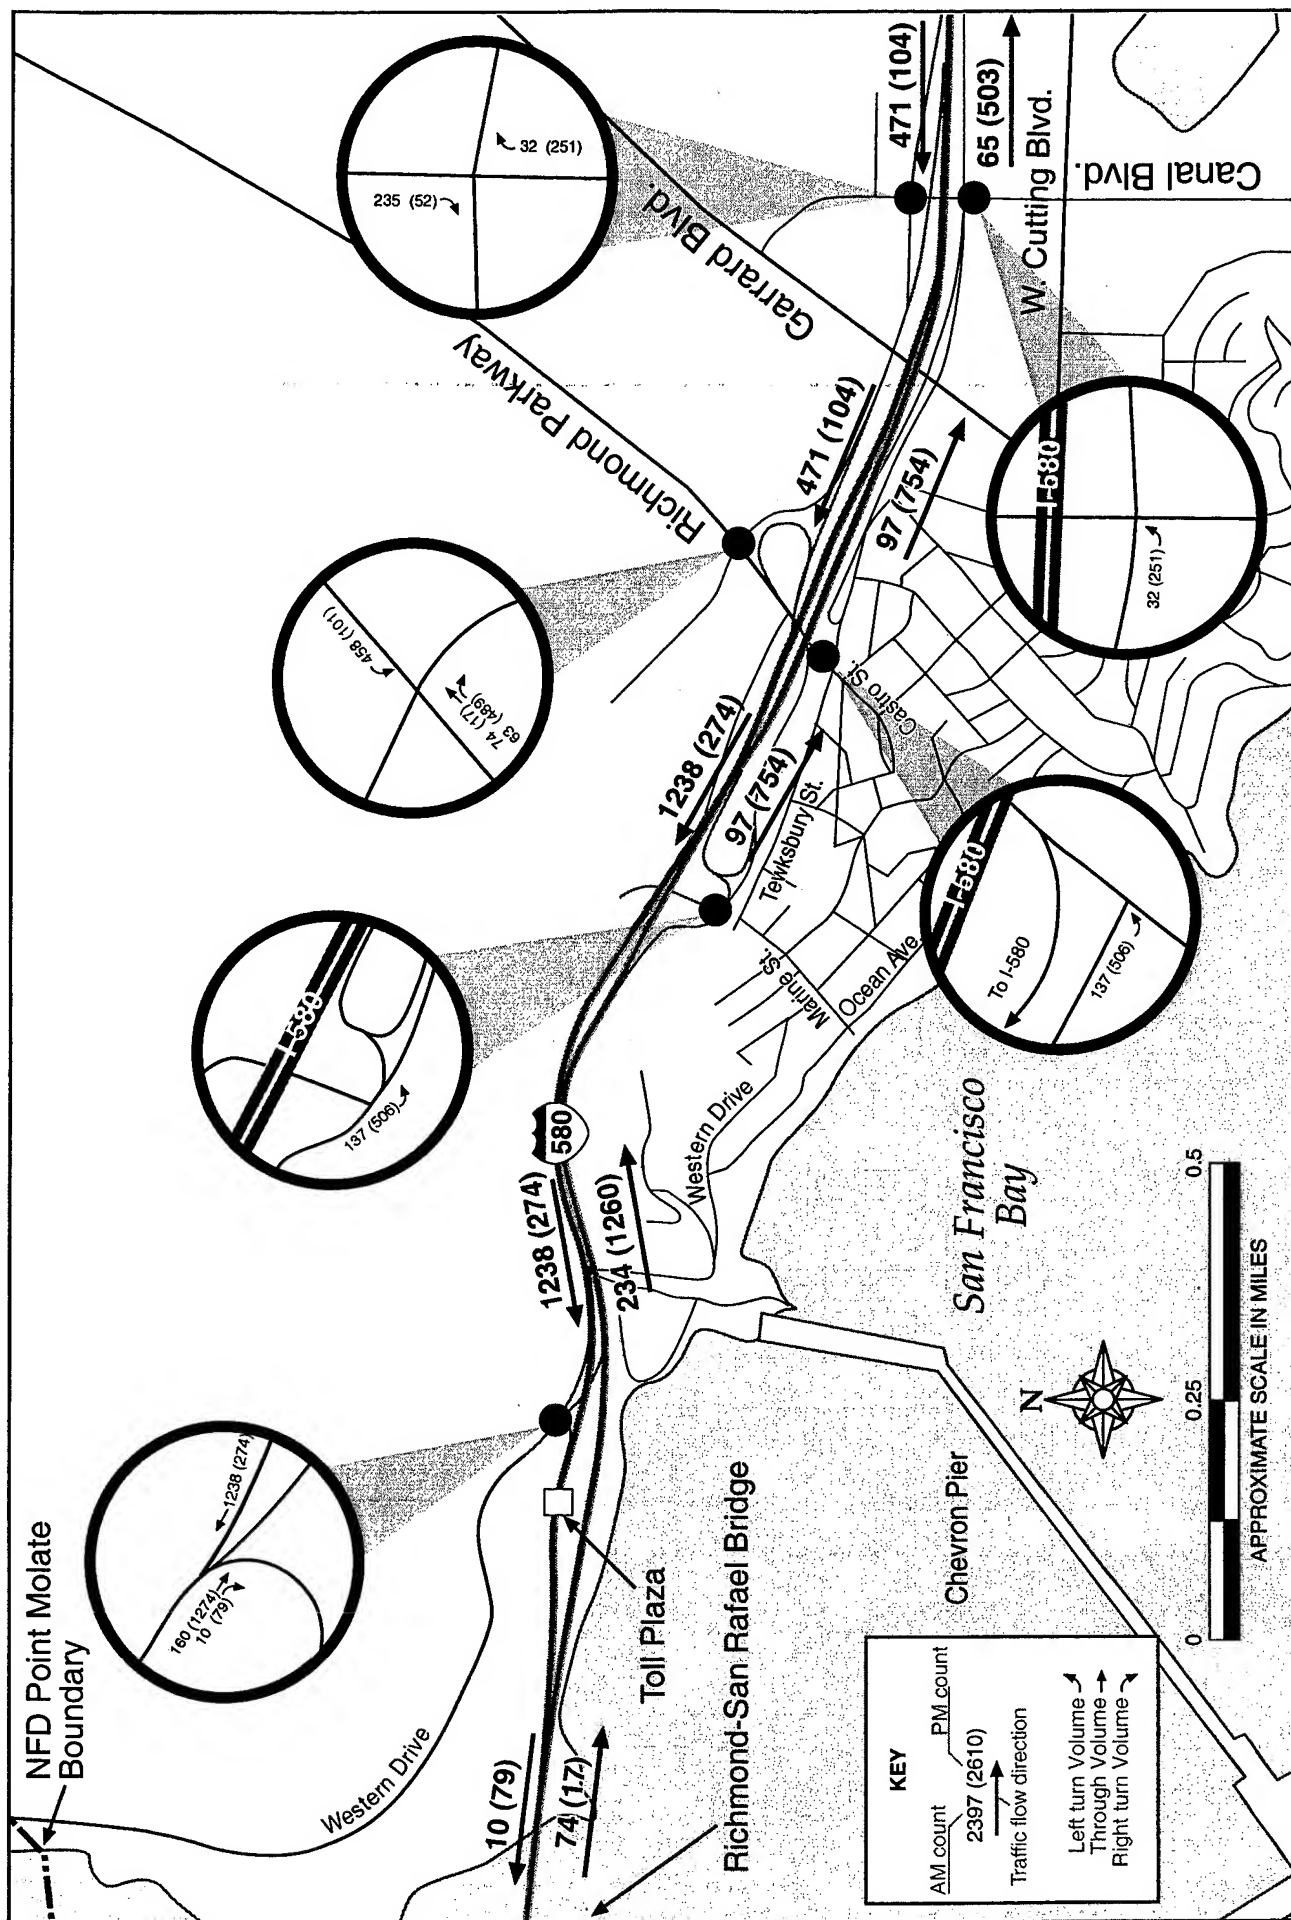 NFD Point Molate
Boundary
Western Drive
160 (1274)
10 (79)
1238 (274)
10 (79)
74 (17)
Toll Plaza
Richmond-San Rafael Bridge
Chevron Pier
1238 (274)
234 (1260)
580
Western Drive
I-580
137 (506)
1238 (274)
97 (754)
Tewksbury St.
Marine St.
Ocean Ave.
Castro St.
458 (101)
74 (17)
63 (489)
Richmond Parkway
Garrard Blvd.
471 (104)
97 (754)
235 (52)
32 (251)
471 (104)
65 (503)
W. Cutting Blvd.
Canal Blvd.
I-580
32 (251)
I-580
To I-580
137 (506)
San Francisco
Bay
N
0
0.25
0.5
APPROXIMATE SCALE IN MILES
KEY
AM count
PM count
2397 (2610)
Traffic flow direction
Left turn Volume
Through Volume
Right turn Volume